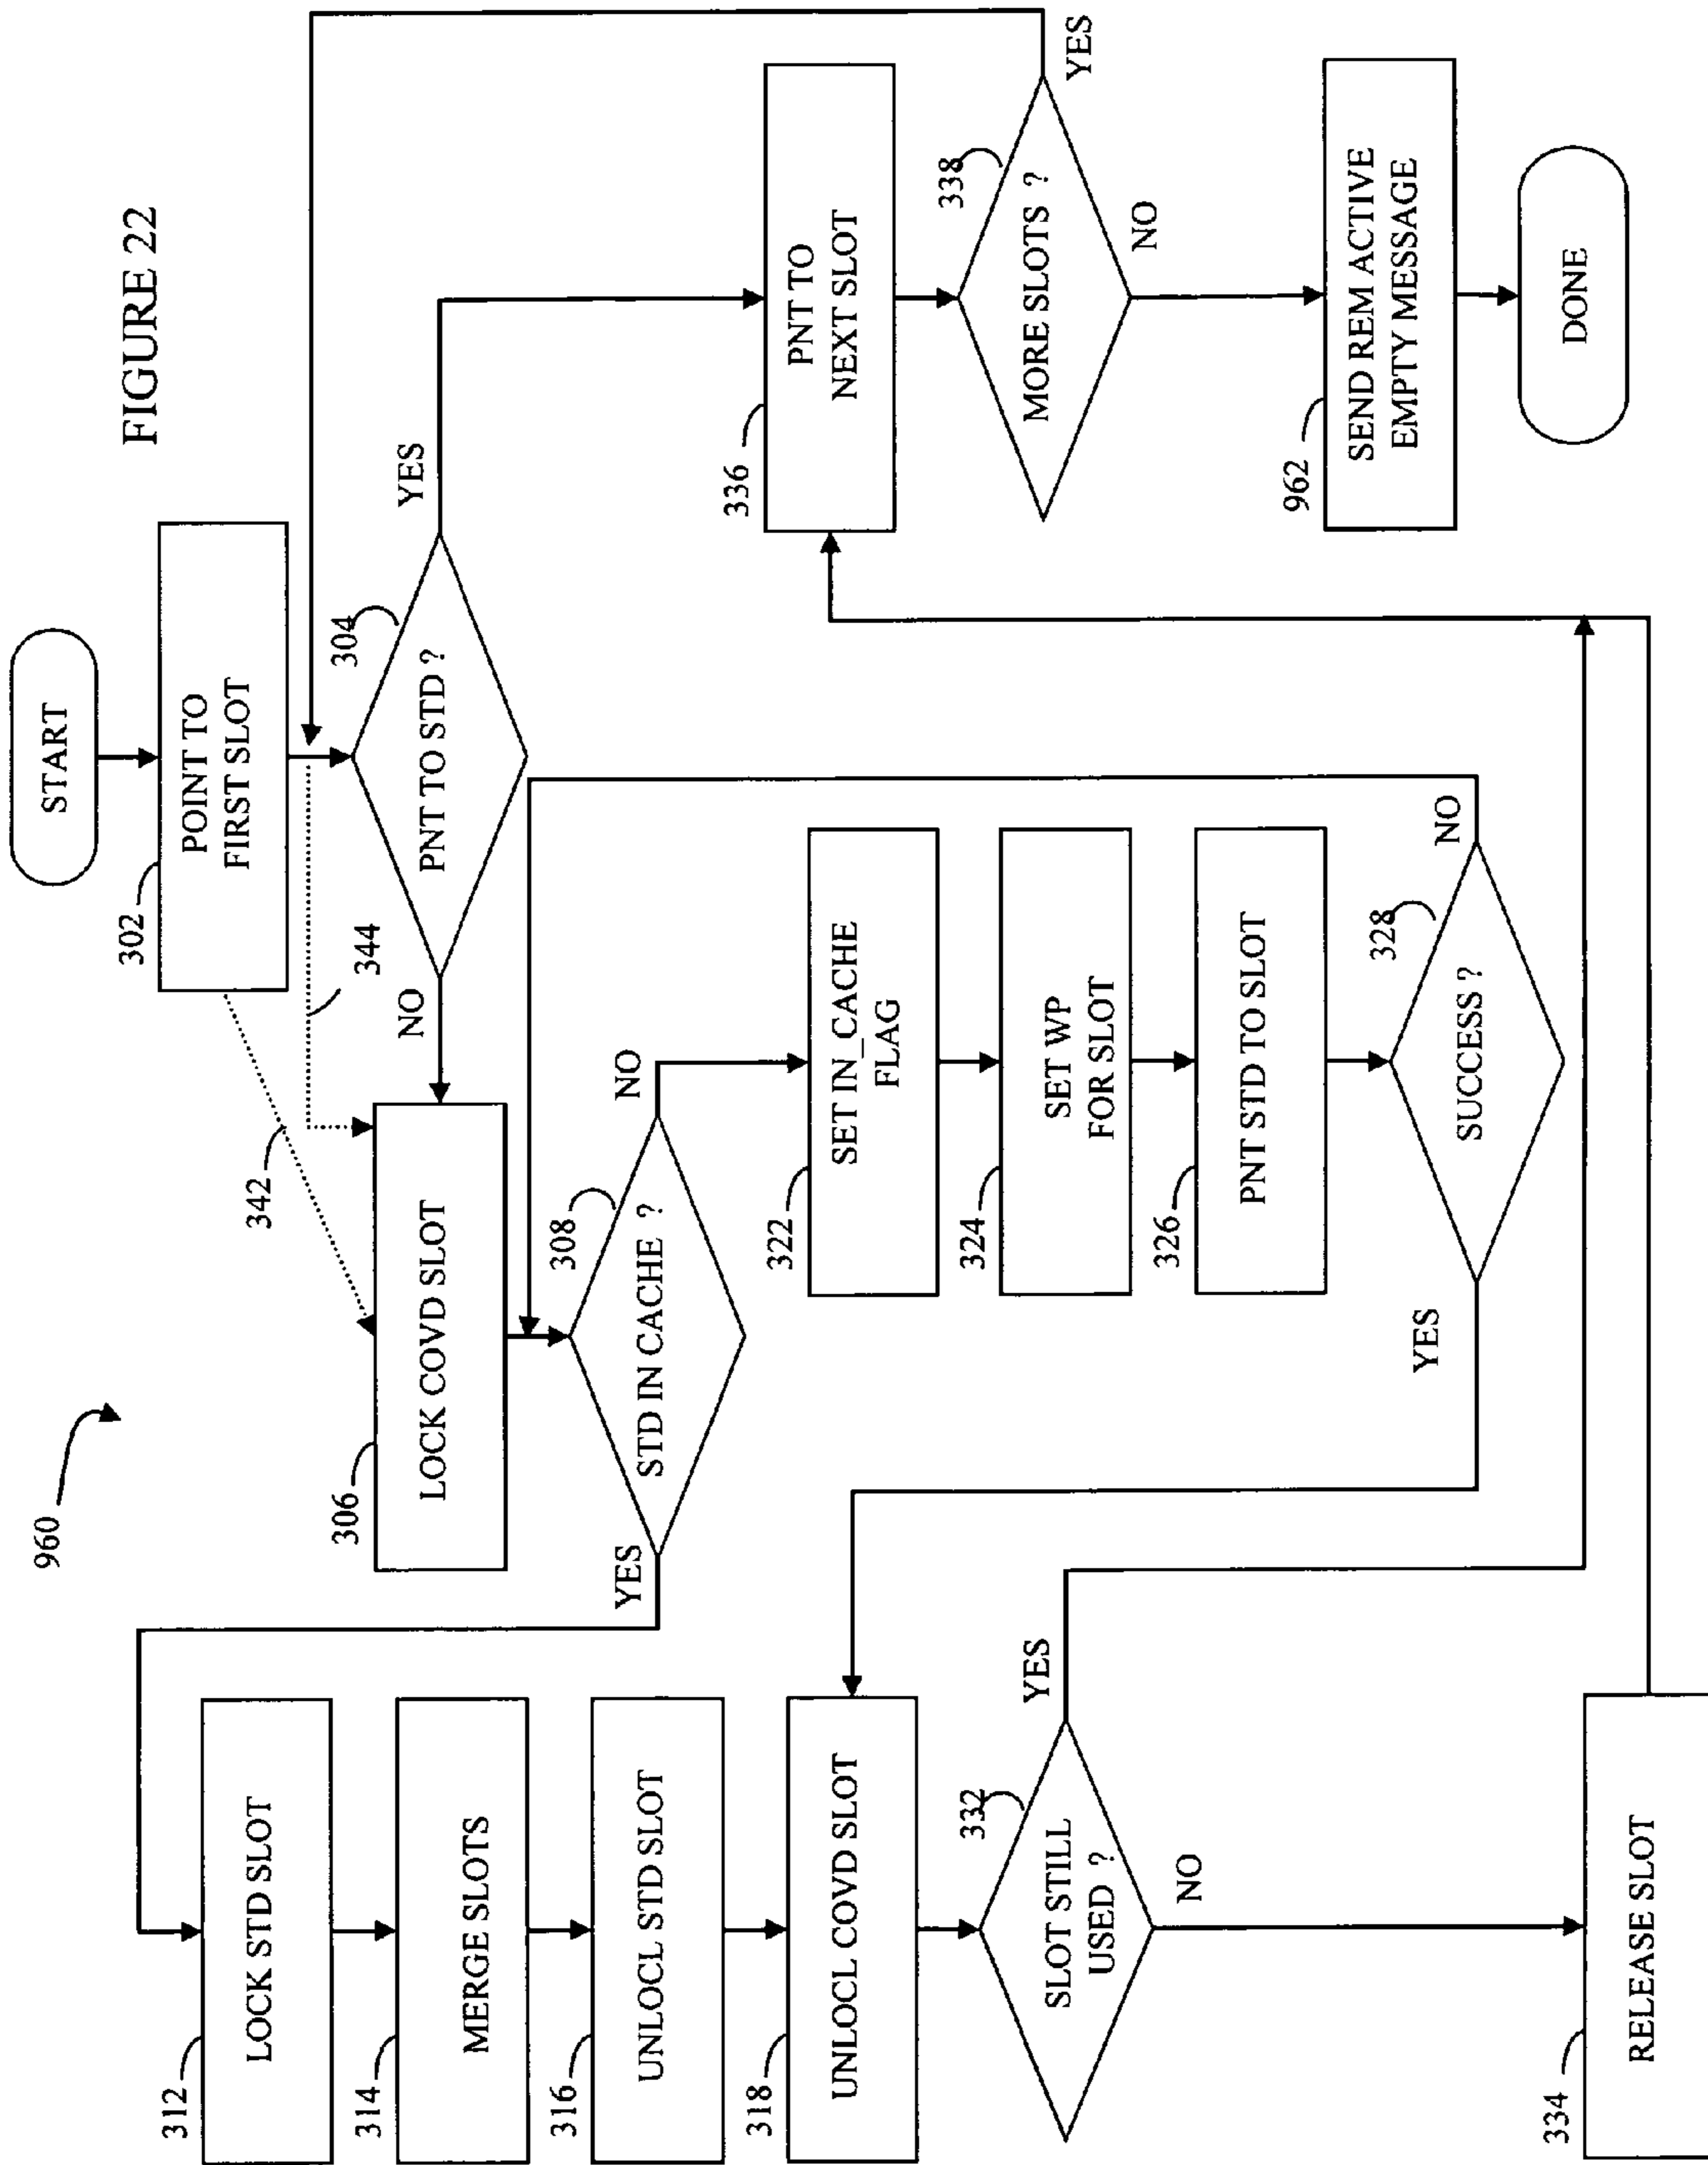 FIGURE 22
960
START
302
POINT TO
FIRST SLOT
342
344
304
PNT TO STD ?
YES
NO
306
LOCK COVD SLOT
308
STD IN CACHE ?
YES
NO
312
LOCK STD SLOT
314
MERGE SLOTS
316
UNLOCL STD SLOT
318
UNLOCL COVD SLOT
322
SET IN_CACHE
FLAG
324
SET WP
FOR SLOT
326
PNT STD TO SLOT
328
SUCCESS ?
YES
NO
332
SLOT STILL
USED ?
YES
NO
334
RELEASE SLOT
336
PNT TO
NEXT SLOT
338
MORE SLOTS ?
YES
NO
962
SEND REM ACTIVE
EMPTY MESSAGE
DONE